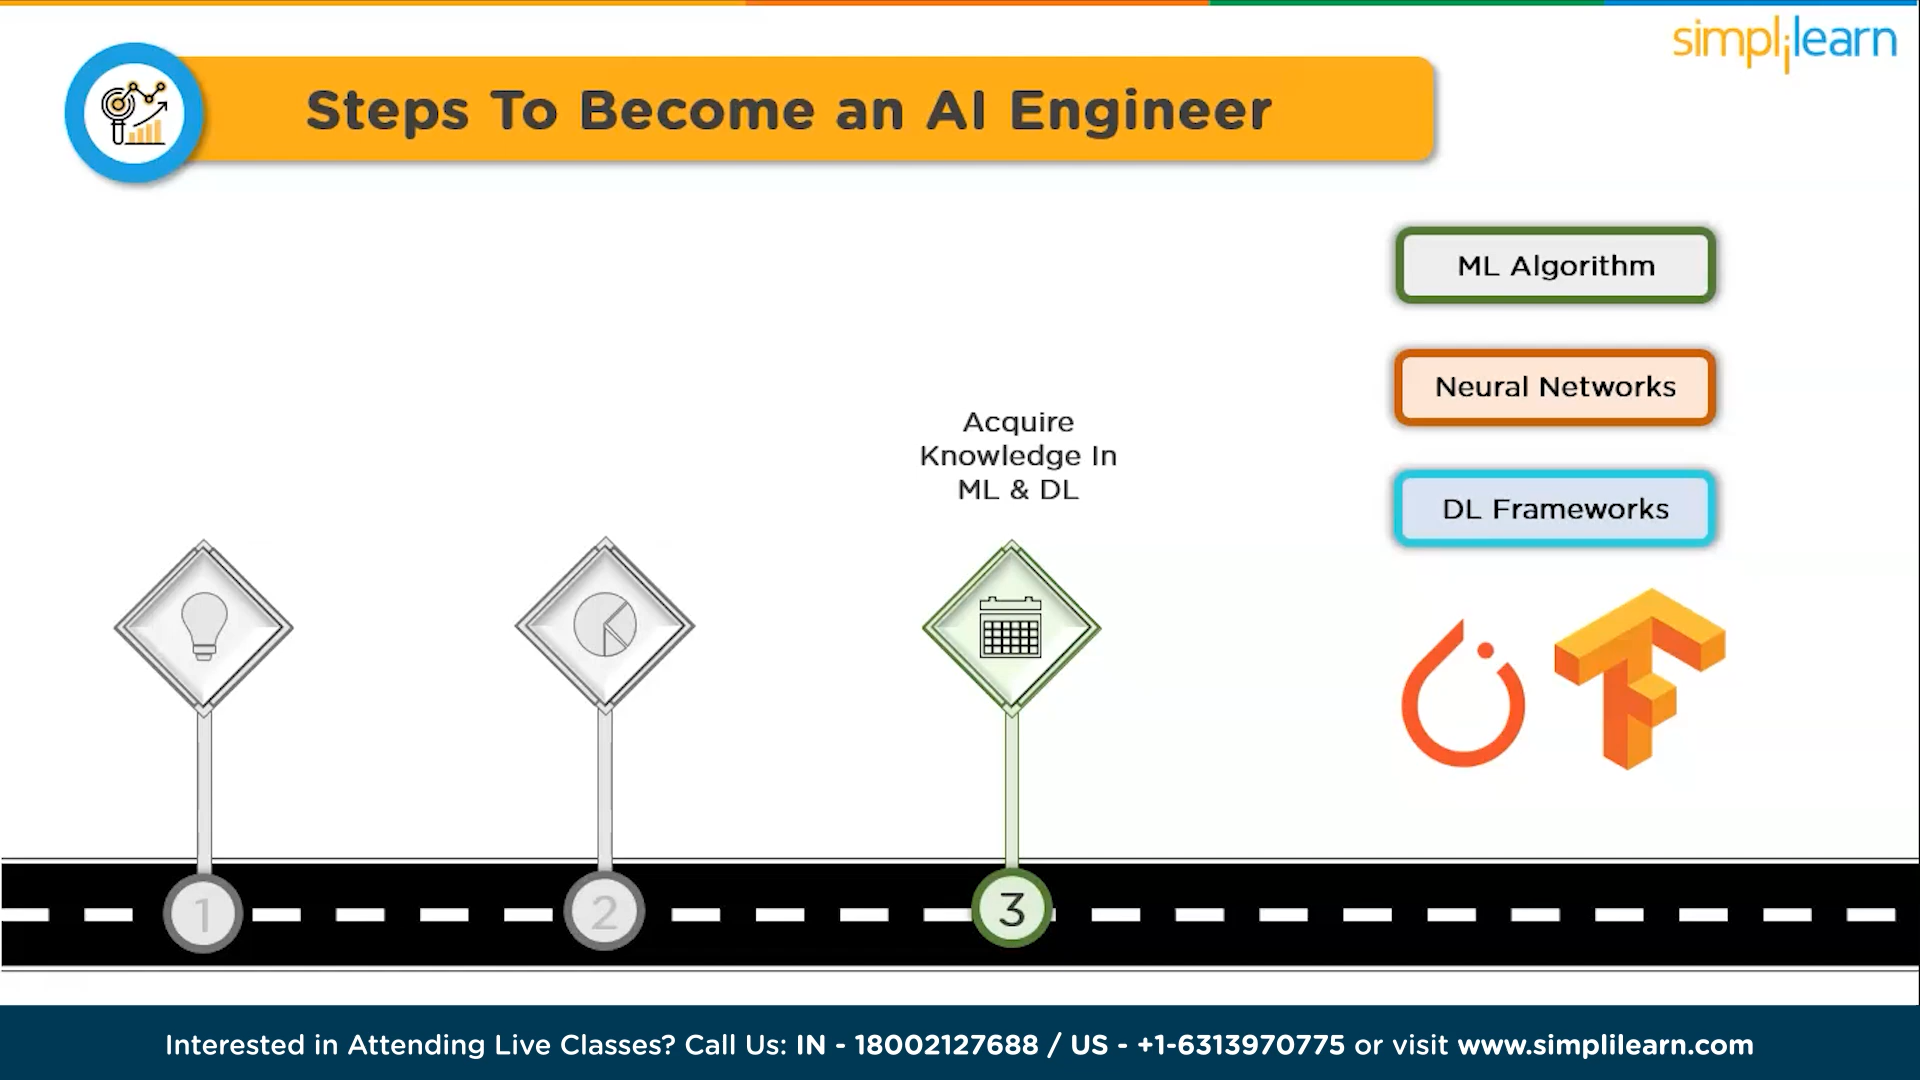 simplilearn
Steps To Become an AI Engineer
ML Algorithm
Neural Networks
DL Frameworks
Acquire
Knowledge In
ML & DL
1
2
3
Interested in Attending Live Classes? Call Us: IN - 18002127688 / US - +1-6313970775 or visit www.simplilearn.com